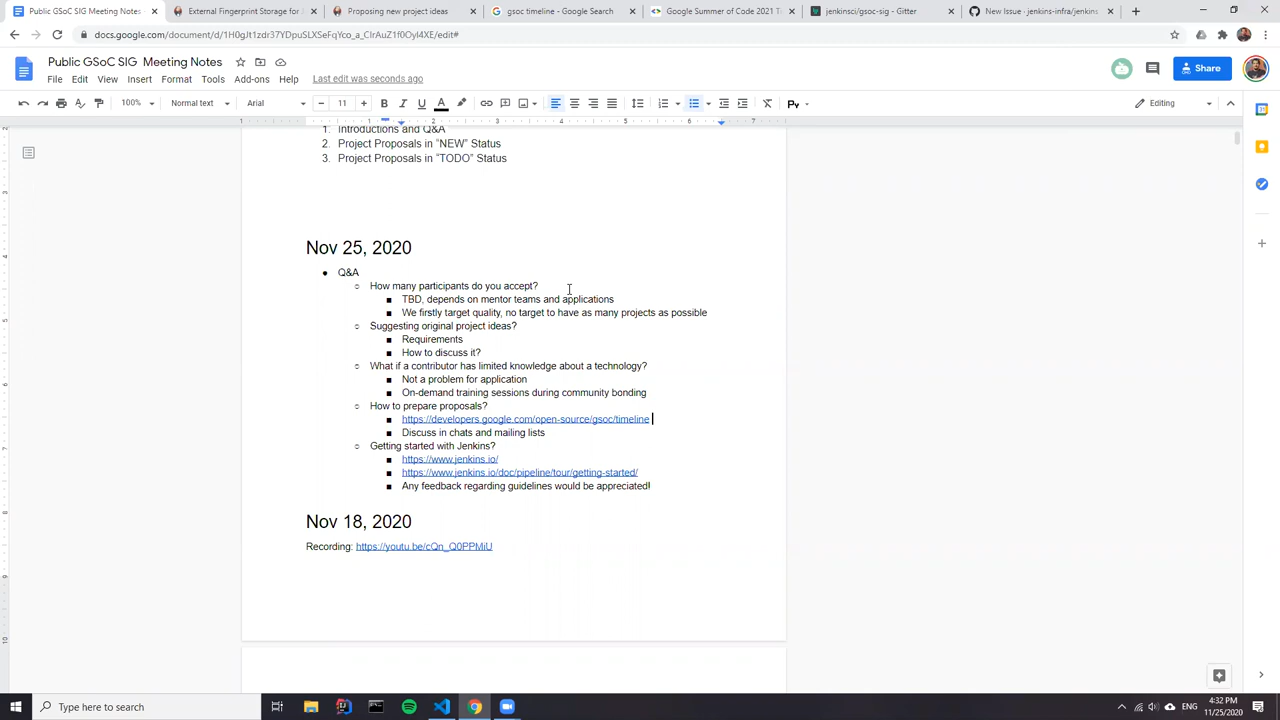 Public GSoC SIG Meeting Notes -
External Fingerprint Storage for
Proposing new project ideas
gsoc timeline - Google Search
Google Summer of Code 2021 Ti
jenkinsci/gsoc-sig - Gitter
New Issue · jenkins-infra/jenkins
docs.google.com/document/d/1H0gJt1zdr37YDpuSLXSeFqYco_a_ClrAuZ1f0Oyl4XE/edit#
Public GSoC SIG Meeting Notes
File Edit View Insert Format Tools Add-ons Help Last edit was seconds ago
Share
100% Normal text Arial 11 Editing
1. Introductions and Q&A
2. Project Proposals in "NEW" Status
3. Project Proposals in "TODO" Status
Nov 25, 2020
Q&A
How many participants do you accept?
TBD, depends on mentor teams and applications
We firstly target quality, no target to have as many projects as possible
Suggesting original project ideas?
Requirements
How to discuss it?
What if a contributor has limited knowledge about a technology?
Not a problem for application
On-demand training sessions during community bonding
How to prepare proposals?
https://developers.google.com/open-source/gsoc/timeline
Discuss in chats and mailing lists
Getting started with Jenkins?
https://www.jenkins.io/
https://www.jenkins.io/doc/pipeline/tour/getting-started/
Any feedback regarding guidelines would be appreciated!
Nov 18, 2020
Recording: https://youtu.be/cQn_Q0PPMiU
Type here to search
ENG
4:32 PM
11/25/2020